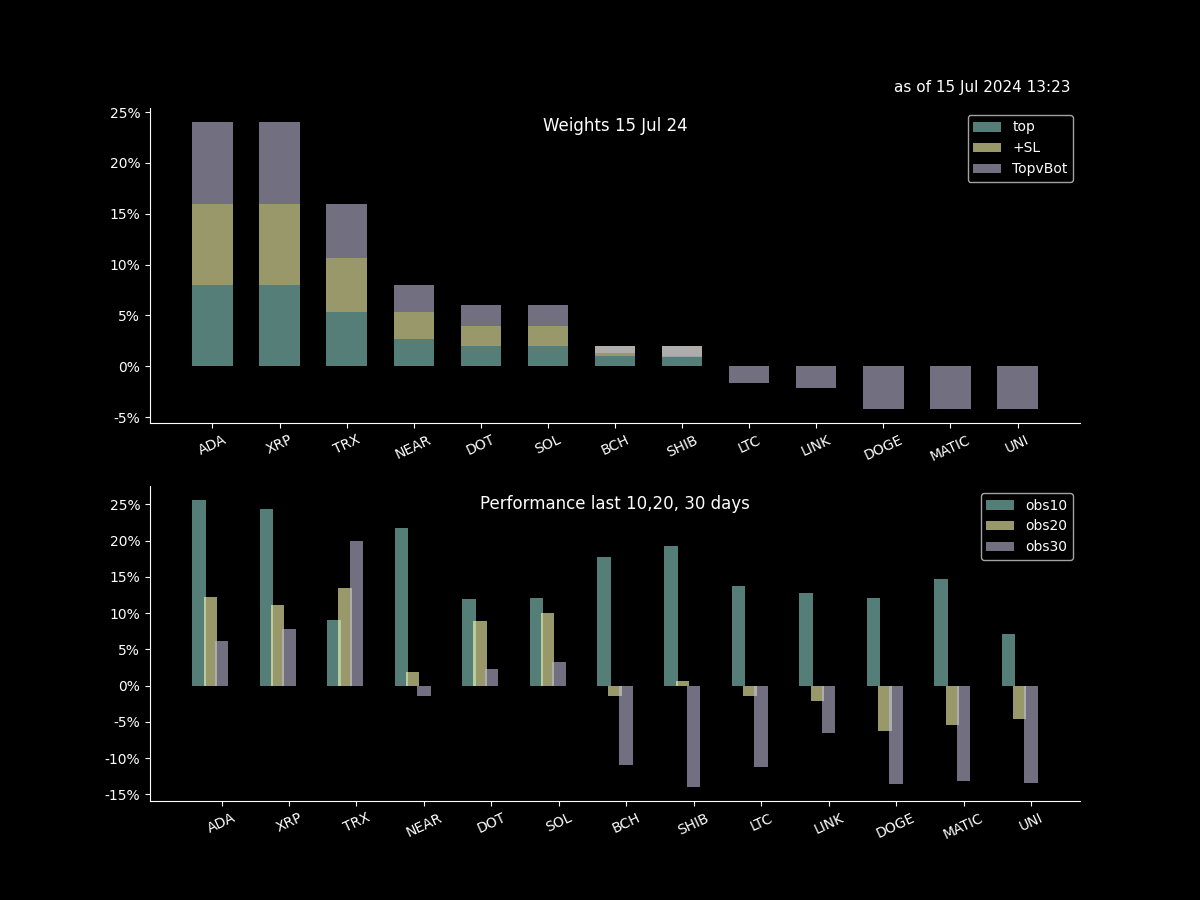 as of 15 Jul 2024 13:23
Weights 15 Jul 24
top
+SL
TopvBot
25%
20%
15%
10%
5%
0%
-5%
ADA XRP TRX NEAR DOT SOL BCH SHIB LTC LINK DOGE MATIC UNI
Performance last 10,20, 30 days
obs10
obs20
obs30
25%
20%
15%
10%
5%
0%
-5%
-10%
-15%
ADA XRP TRX NEAR DOT SOL BCH SHIB LTC LINK DOGE MATIC UNI